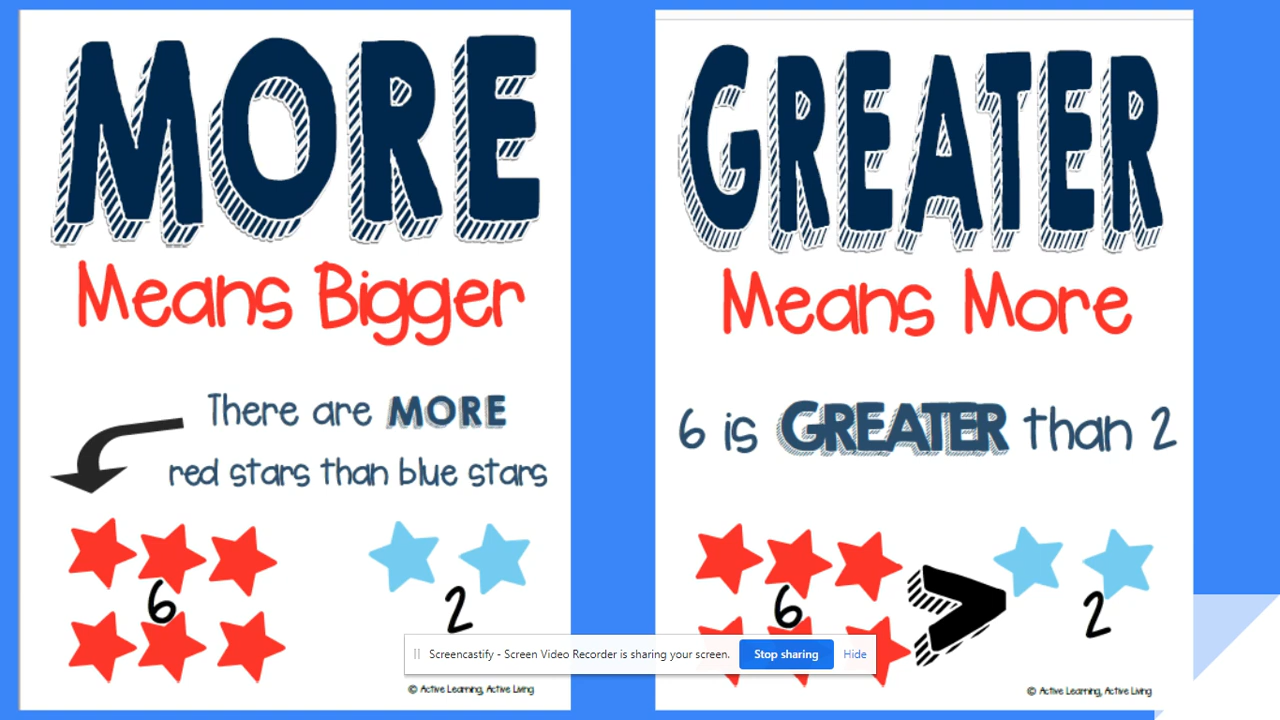 MORE
Means Bigger
There are MORE
red stars than blue stars
6
2
© Active Learning, Active Living
GREATER
Means More
6 is GREATER than 2
6
>
2
© Active Learning, Active Living
Screencastify - Screen Video Recorder is sharing your screen.
Stop sharing
Hide